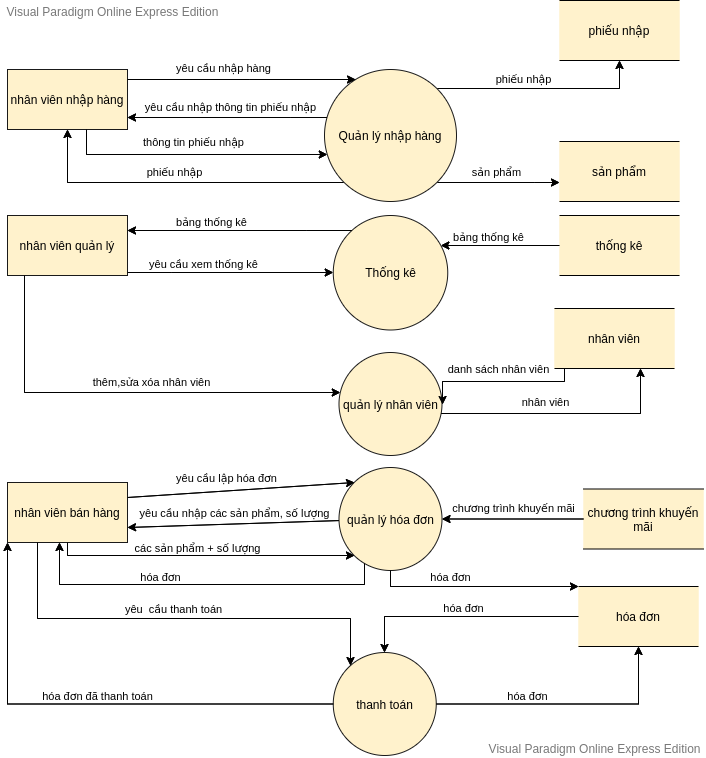 Visual Paradigm Online Express Edition
phiếu nhập
yêu cầu nhập hàng
phiếu nhập
nhân viên nhập hàng
yêu cầu nhập thông tin phiếu nhập
Quản lý nhập hàng
thông tin phiếu nhập
phiếu nhập
sản phẩm
sản phẩm
bảng thống kê
bảng thống kê
nhân viên quản lý
thống kê
yêu cầu xem thống kê
Thống kê
nhân viên
danh sách nhân viên
thêm,sửa xóa nhân viên
quản lý nhân viên
nhân viên
yêu cầu lập hóa đơn
nhân viên bán hàng
yêu cầu nhập các sản phẩm, số lượng
quản lý hóa đơn
chương trình khuyến mãi
chương trình khuyến
mãi
các sản phẩm + số lượng
hóa đơn
hóa đơn
yêu cầu thanh toán
hóa đơn
hóa đơn
hóa đơn đã thanh toán
thanh toán
hóa đơn
Visual Paradigm Online Express Edition